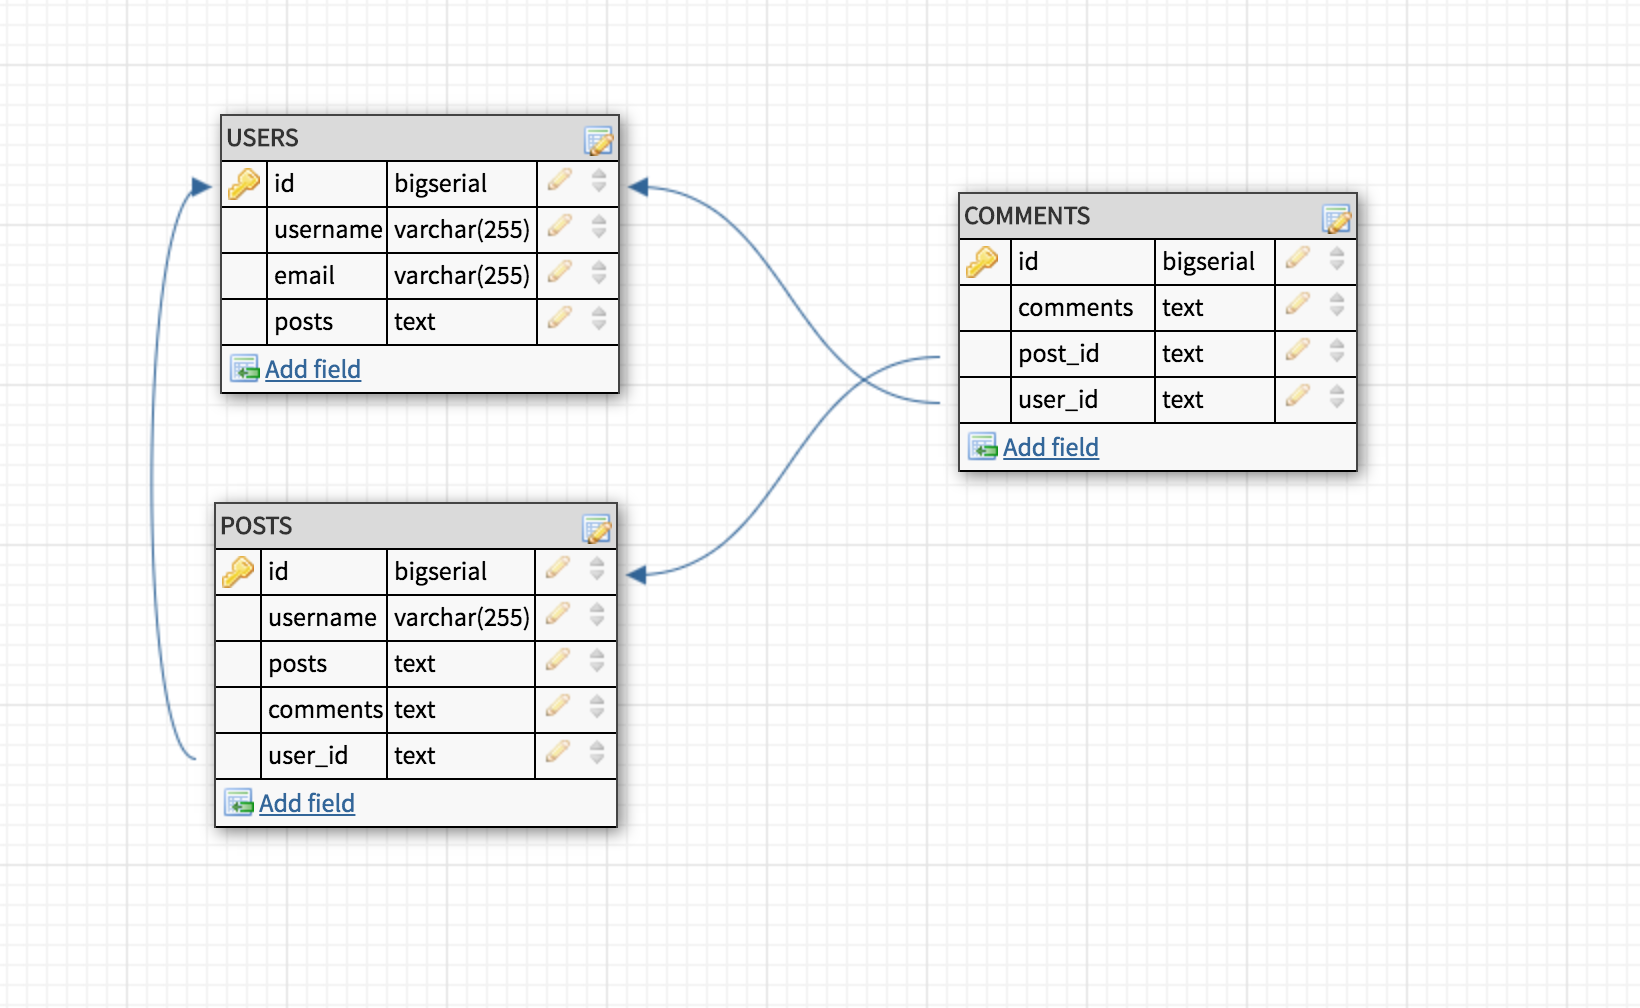 USERS
id bigserial
username varchar(255)
email varchar(255)
posts text
Add field
COMMENTS
id bigserial
comments text
post_id text
user_id text
Add field
POSTS
id bigserial
username varchar(255)
posts text
comments text
user_id text
Add field